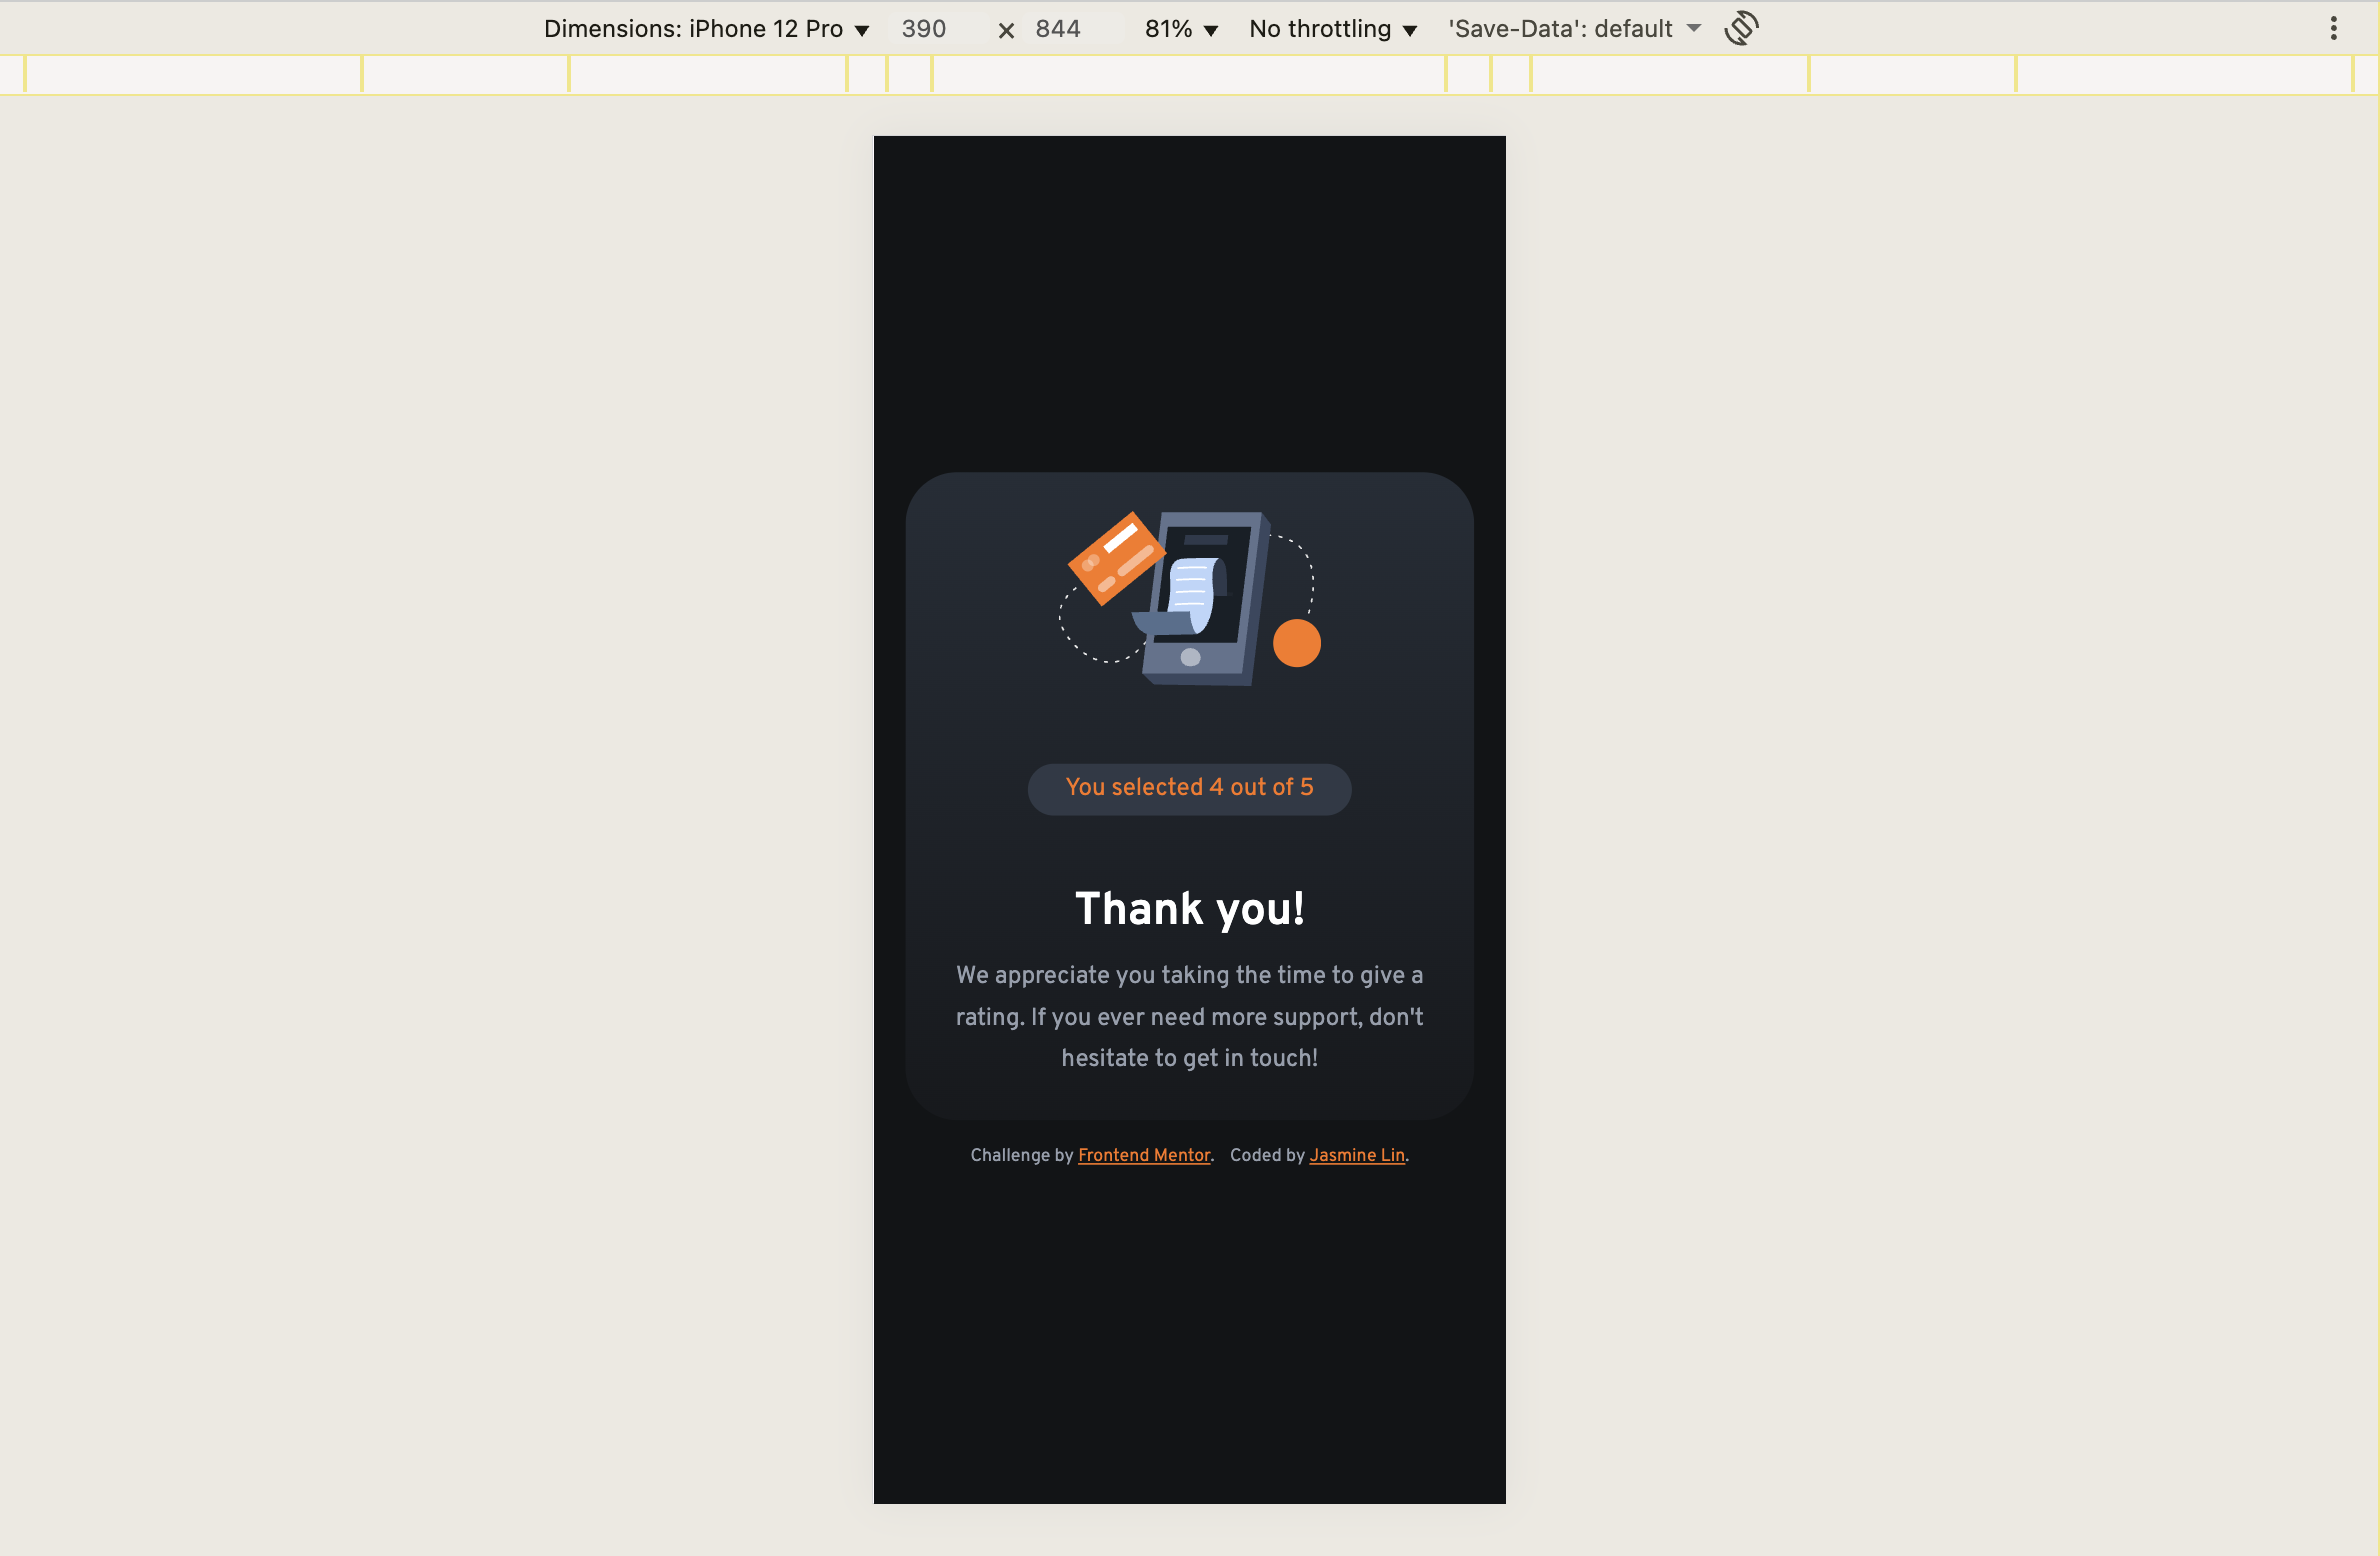 Dimensions: iPhone 12 Pro ▼ 390 × 844 81% ▼ No throttling ▼ 'Save-Data': default ▼
You selected 4 out of 5
Thank you!
We appreciate you taking the time to give a
rating. If you ever need more support, don't
hesitate to get in touch!
Challenge by Frontend Mentor. Coded by Jasmine Lin.